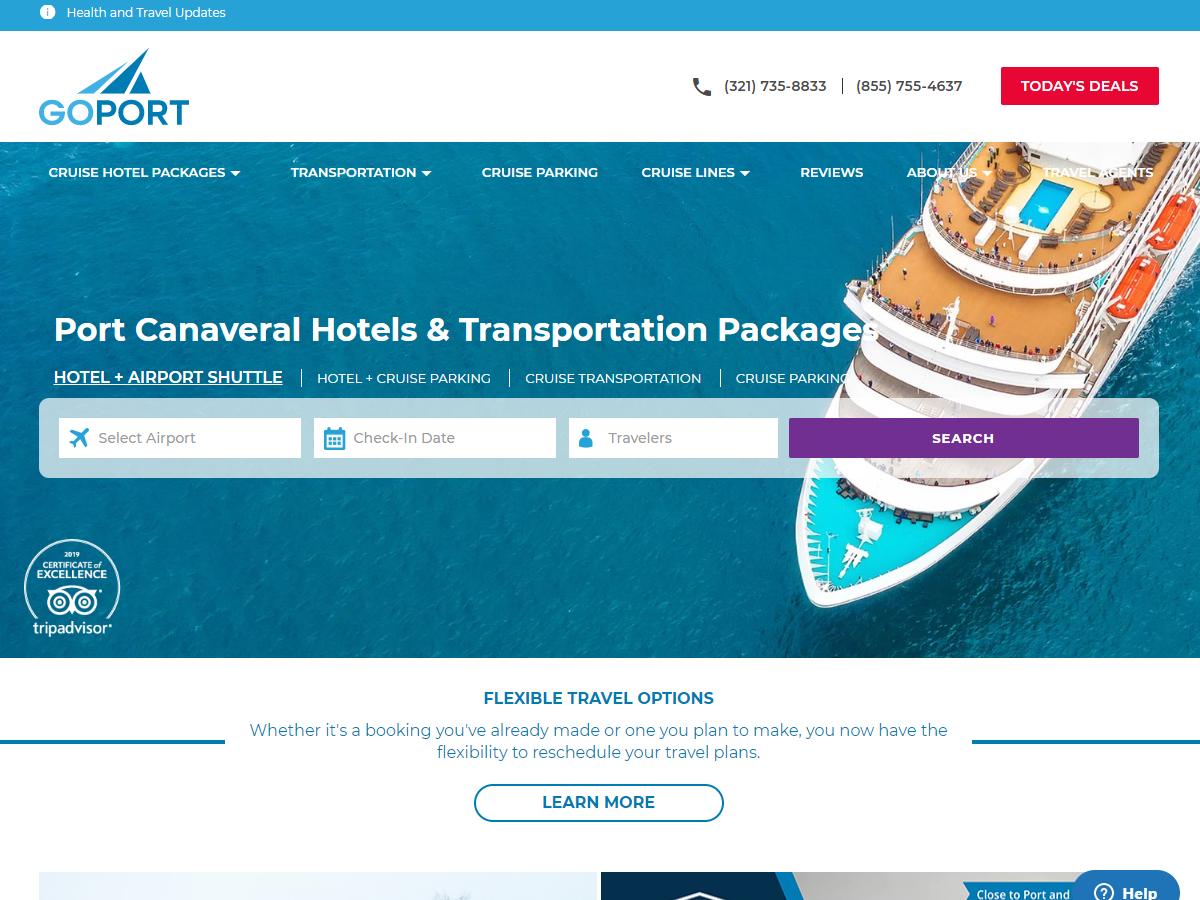 Health and Travel Updates
GOPORT
(321) 735-8833
(855) 755-4637
TODAY'S DEALS
CRUISE HOTEL PACKAGES
TRANSPORTATION
CRUISE PARKING
CRUISE LINES
REVIEWS
ABOUT US
TRAVEL AGENTS
Port Canaveral Hotels & Transportation Packages
HOTEL + AIRPORT SHUTTLE
HOTEL + CRUISE PARKING
CRUISE TRANSPORTATION
CRUISE PARKING
Select Airport
Check-In Date
Travelers
SEARCH
2019
CERTIFICATE of
EXCELLENCE
tripadvisor
FLEXIBLE TRAVEL OPTIONS
Whether it's a booking you've already made or one you plan to make, you now have the
flexibility to reschedule your travel plans.
LEARN MORE
Close to Port and
Help